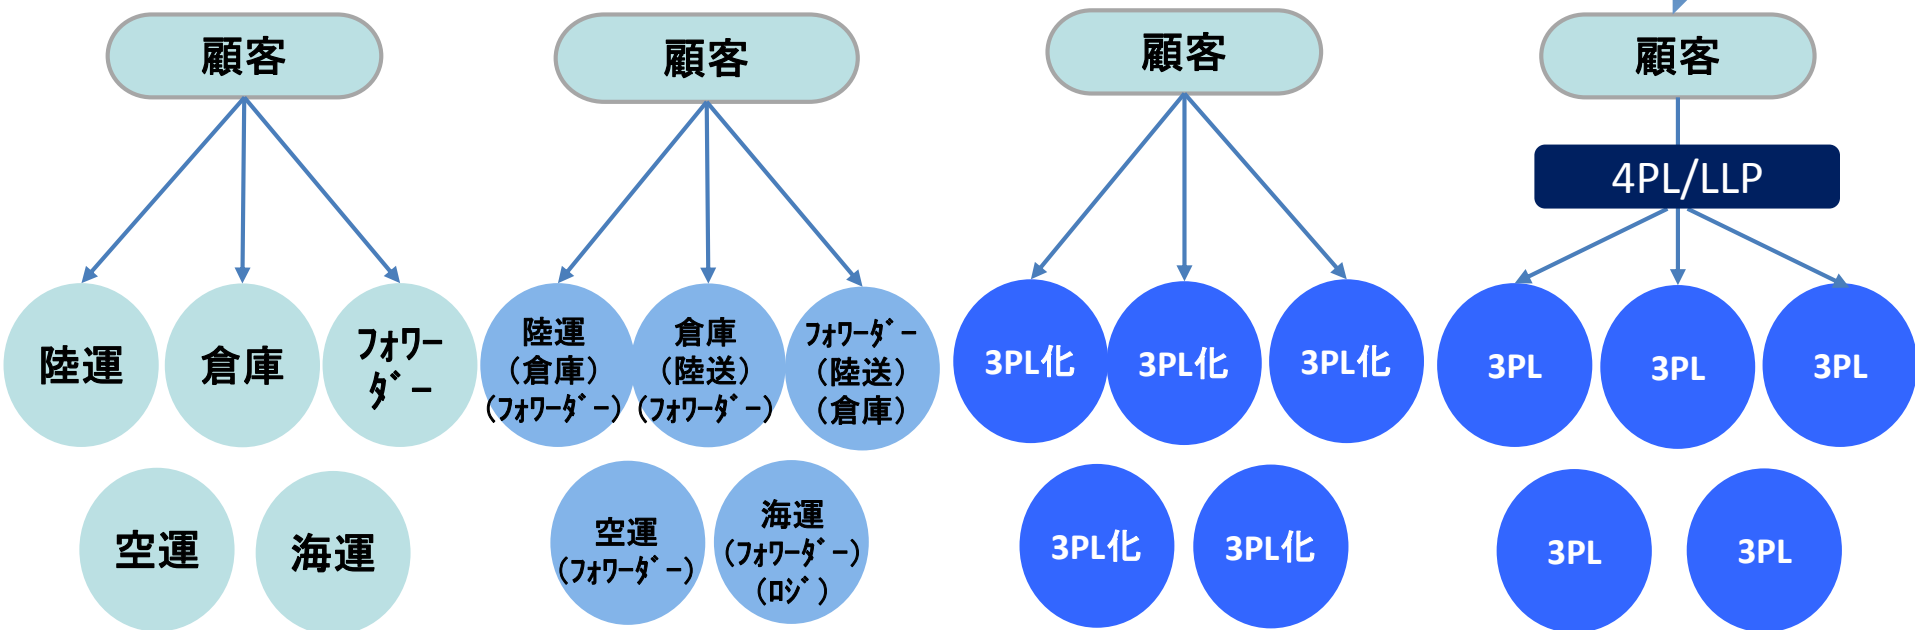 顧客
陸運
倉庫
ﾌｫﾜｰ
ﾀﾞｰ
空運
海運
顧客
陸運
（倉庫）
(ﾌｫﾜｰﾀﾞｰ)
倉庫
（陸送）
(ﾌｫﾜｰﾀﾞｰ)
ﾌｫﾜｰﾀﾞｰ
（陸送）
（倉庫）
空運
(ﾌｫﾜｰﾀﾞｰ)
海運
(ﾌｫﾜｰﾀﾞｰ)
(ﾛｼﾞ)
顧客
3PL化
3PL化
3PL化
3PL化
3PL化
顧客
4PL/LLP
3PL
3PL
3PL
3PL
3PL